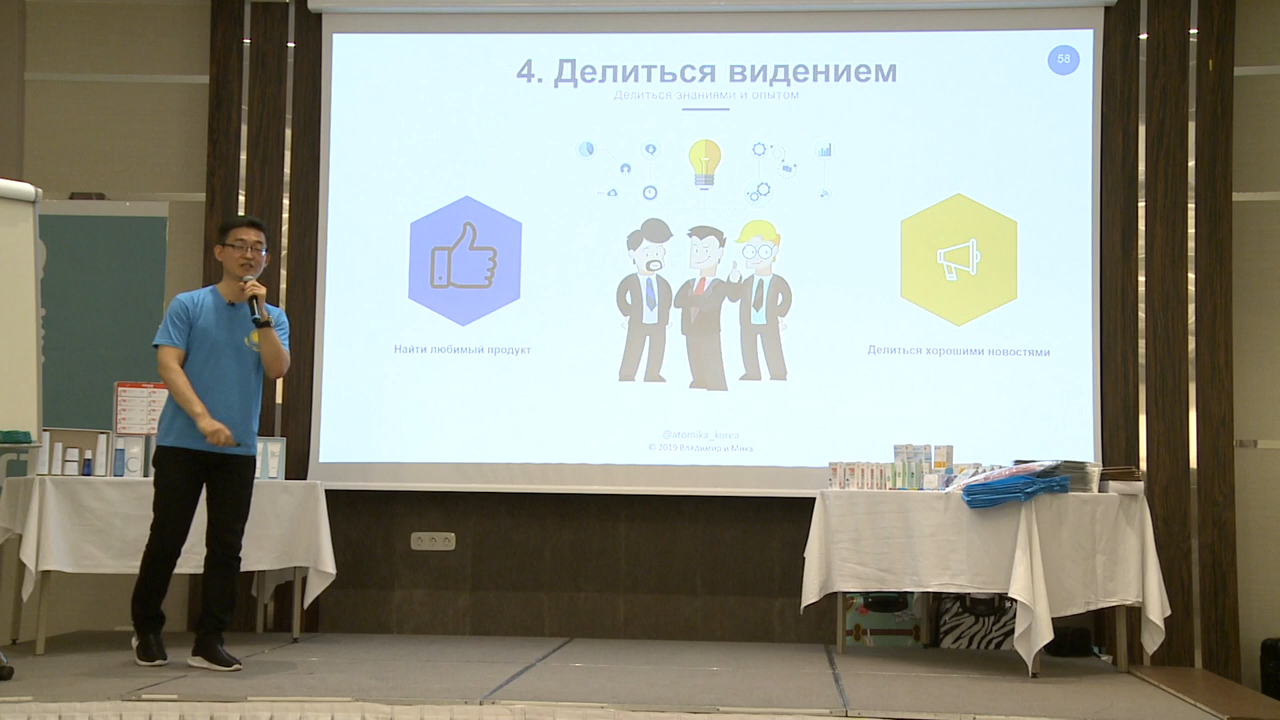 58
4. Делиться видением
Делиться знаниями и опытом
Найти любимый продукт
Делиться хорошими новостями
@atomika_korea
© 2019 Владимир и Мика